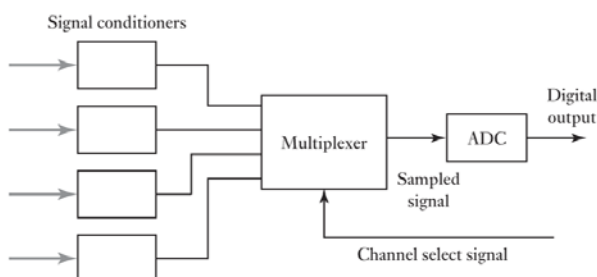 Signal conditioners
Multiplexer
ADC
Digital
output
Sampled
signal
Channel select signal